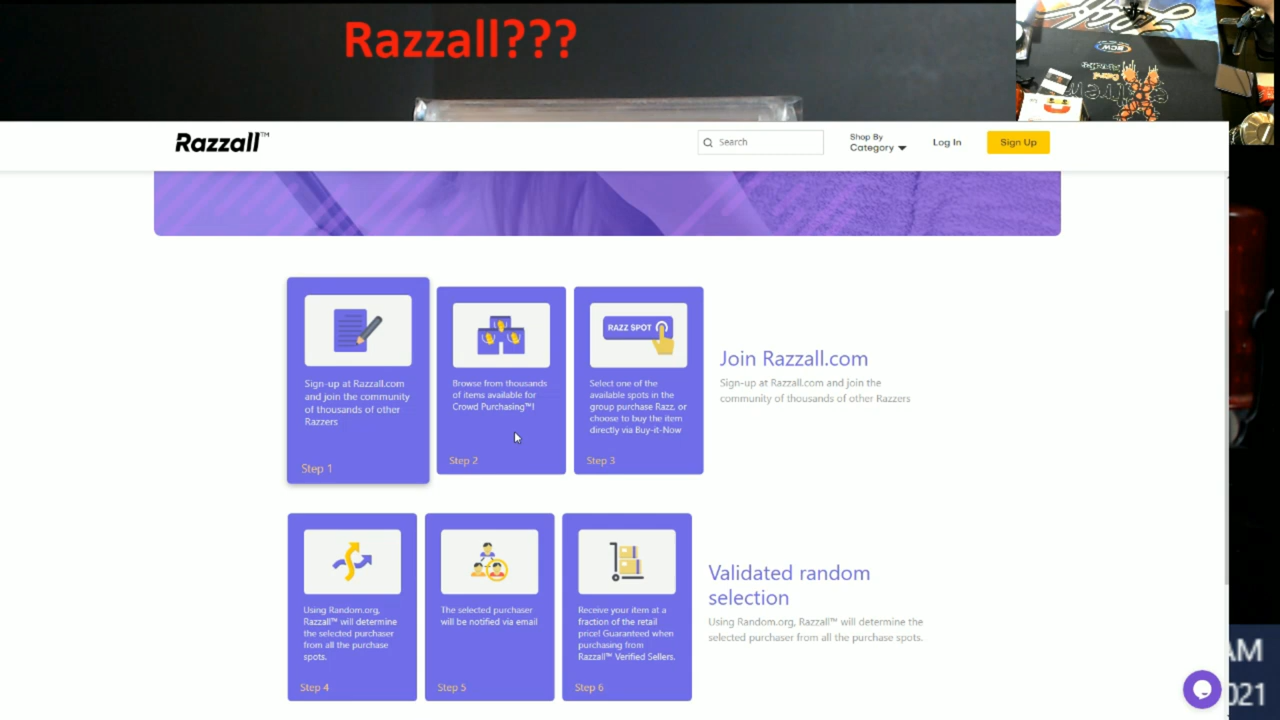 Razzall???
BCW
Razzall™
Search
Shop By
Category
Log In
Sign Up
RAZZ SPOT
Sign-up at Razzall.com
and join the community
of thousands of other
Razzers
Step 1
Browse from thousands
of items available for
Crowd Purchasing™!
Step 2
Select one of the
available spots in the
group purchase Razz, or
choose to buy the item
directly via Buy-it-Now
Step 3
Join Razzall.com
Sign-up at Razzall.com and join the
community of thousands of other Razzers
Using Random.org,
Razzall™ will determine
the selected purchaser
from all the purchase
spots.
Step 4
The selected purchaser
will be notified via email
Step 5
Receive your item at a
fraction of the retail
price! Guaranteed when
purchasing from
Razzall™ Verified Sellers.
Step 6
Validated random
selection
Using Random.org, Razzall™ will determine the
selected purchaser from all the purchase spots.
AM
021